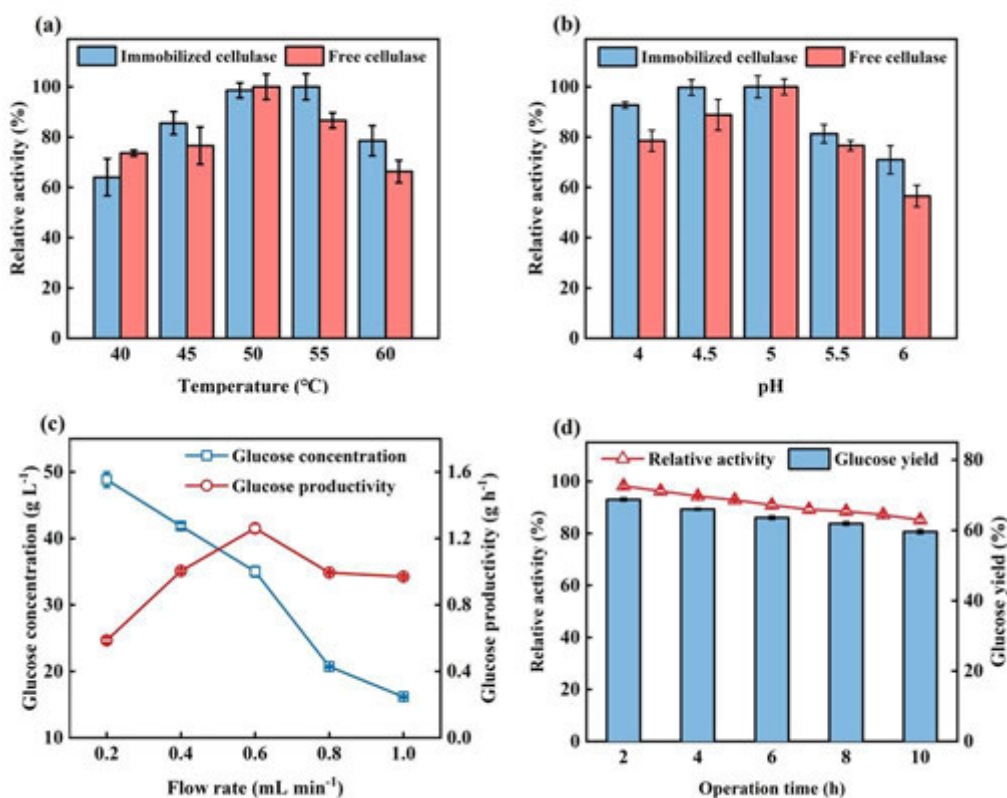 (a)
Immobilized cellulase Free cellulase
100
80
60
40
20
0
Relative activity (%)
40 45 50 55 60
Temperature (°C)
(b)
Immobilized cellulase Free cellulase
100
80
60
40
20
0
Relative activity (%)
4 4.5 5 5.5 6
pH
(c)
Glucose concentration
Glucose productivity
50
40
30
20
10
Glucose concentration (g L⁻¹)
1.6
1.2
0.8
0.4
0.0
Glucose productivity (g h⁻¹)
0.2 0.4 0.6 0.8 1.0
Flow rate (mL min⁻¹)
(d)
Relative activity Glucose yield
100
80
60
40
20
0
Relative activity (%)
80
60
40
20
0
Glucose yield (%)
2 4 6 8 10
Operation time (h)